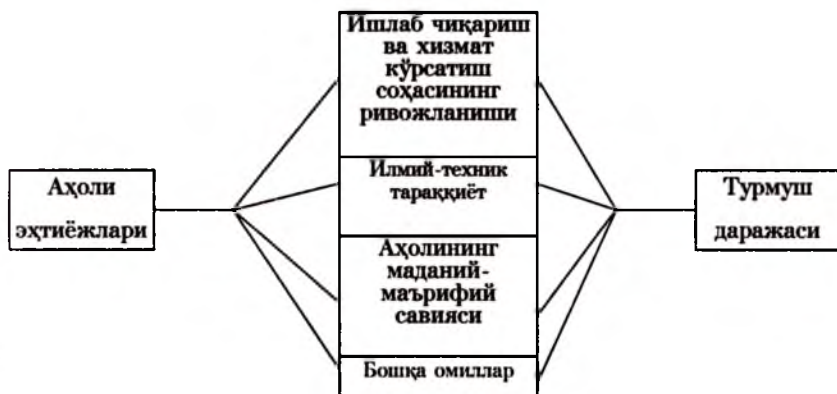 Аҳоли
эҳтиёжлари
Ишлаб чиқариш
ва хизмат
кўрсатиш
соҳасининг
ривожланиши
Илмий-техник
тараққиёт
Аҳолининг
маданий-
маърифий
савияси
Бошқа омиллар
Турмуш
даражаси